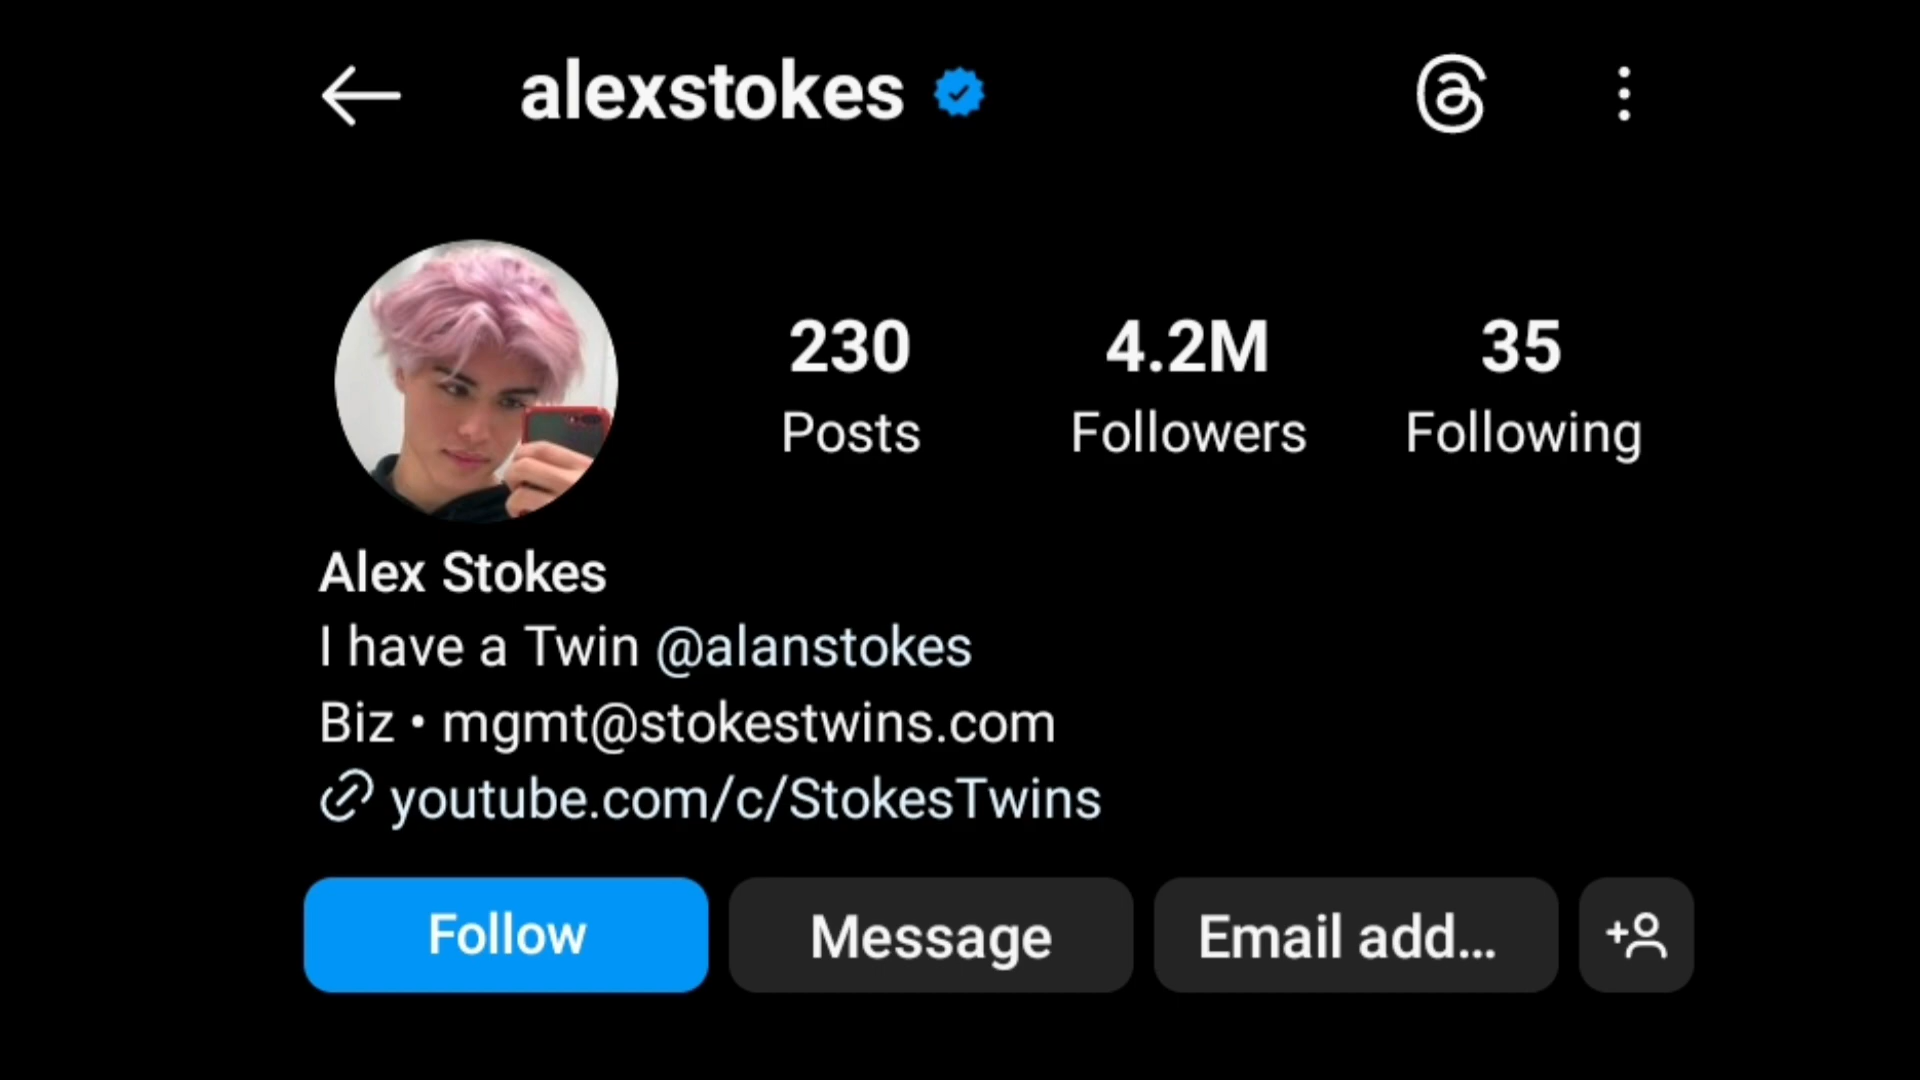 alexstokes
230 4.2M 35
Posts Followers Following
Alex Stokes
I have a Twin @alanstokes
Biz • mgmt@stokestwins.com
youtube.com/c/StokesTwins
Follow Message Email add...